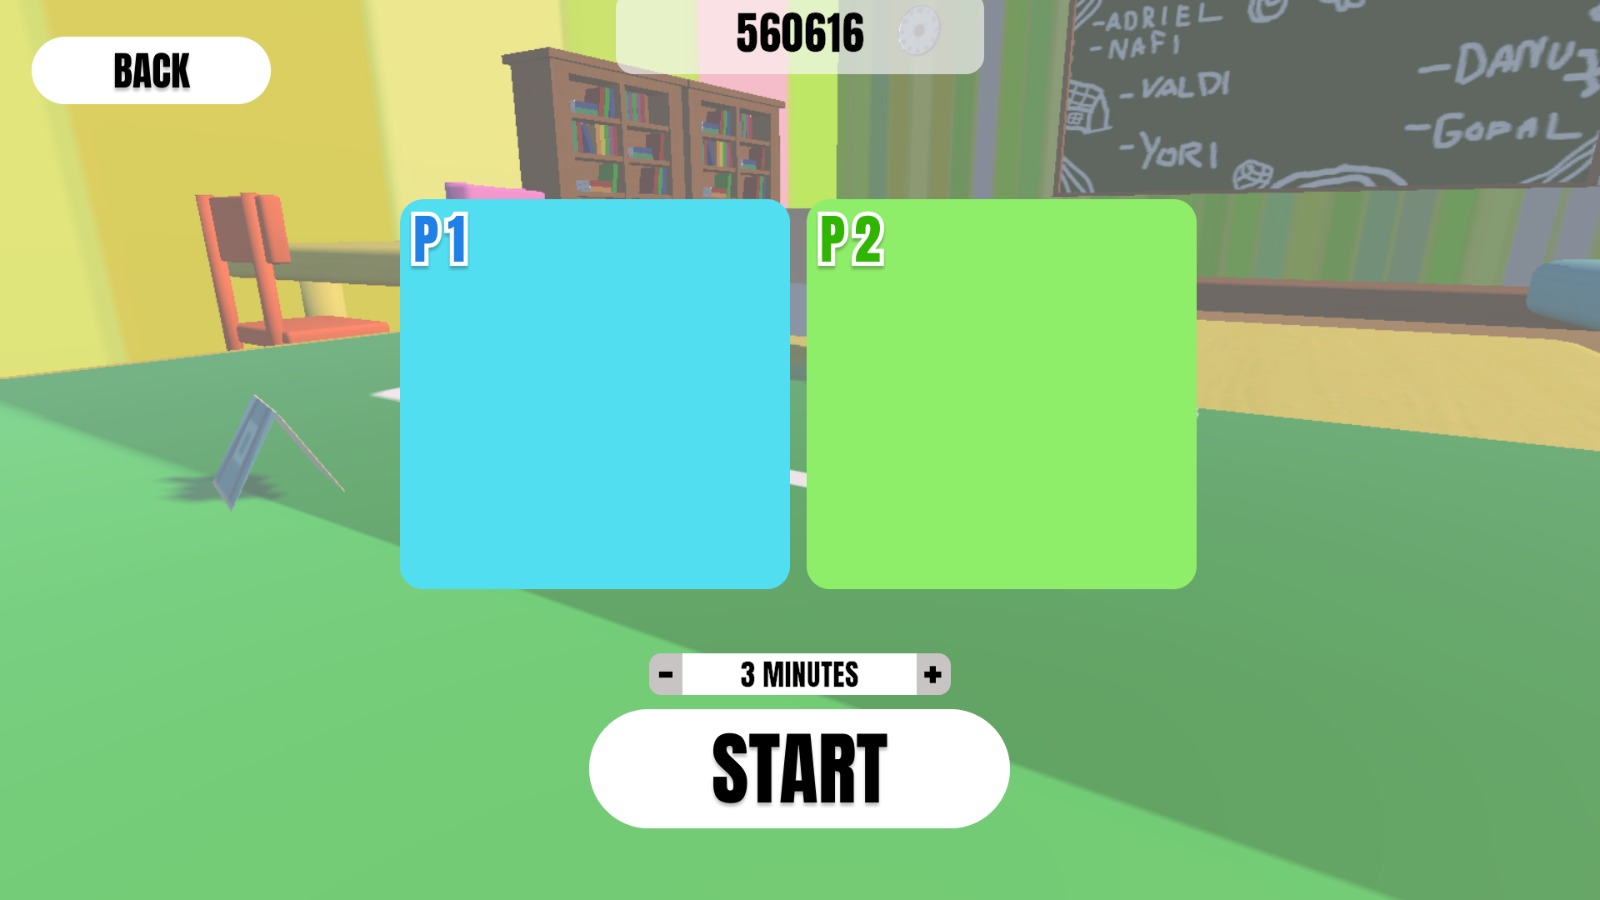 BACK
560616
-ADRIEL
-NAFI
-VALDI
-YORI
-DANU
-GOPAL
P1
P2
- 3 MINUTES +
START